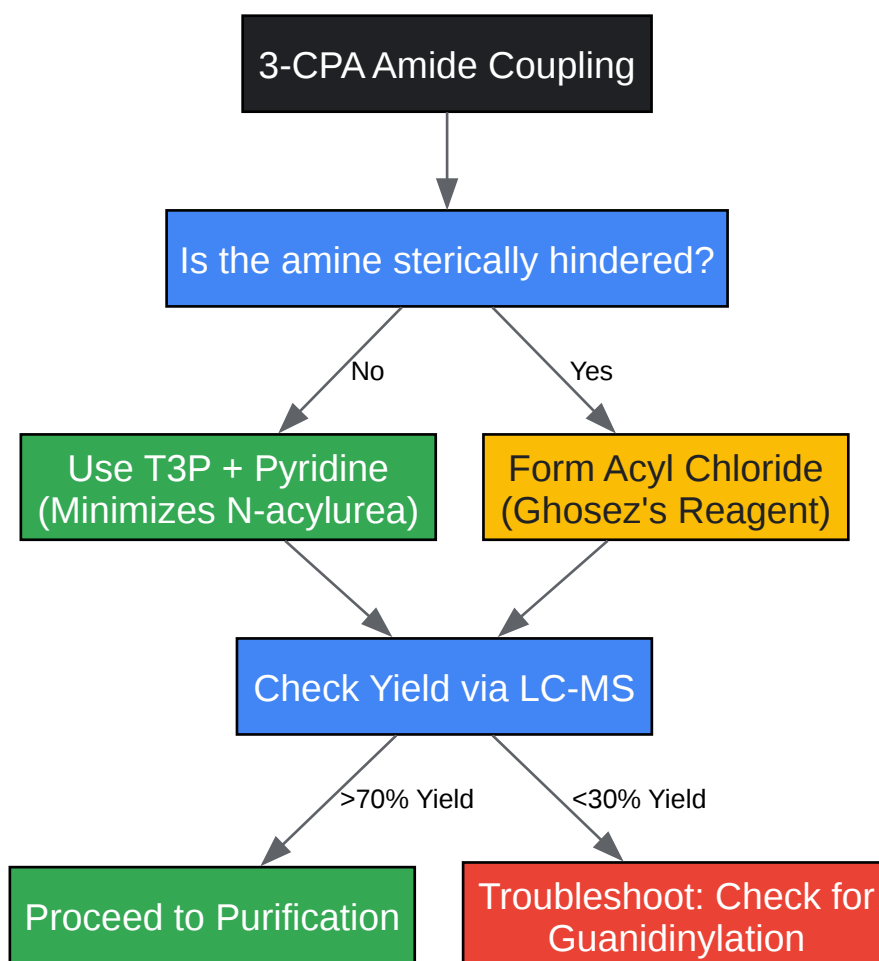 3-CPA Amide Coupling
Is the amine sterically hindered?
No
Yes
Use T3P + Pyridine
(Minimizes N-acylurea)
Form Acyl Chloride
(Ghosez's Reagent)
Check Yield via LC-MS
>70% Yield
<30% Yield
Proceed to Purification
Troubleshoot: Check for
Guanidinylation